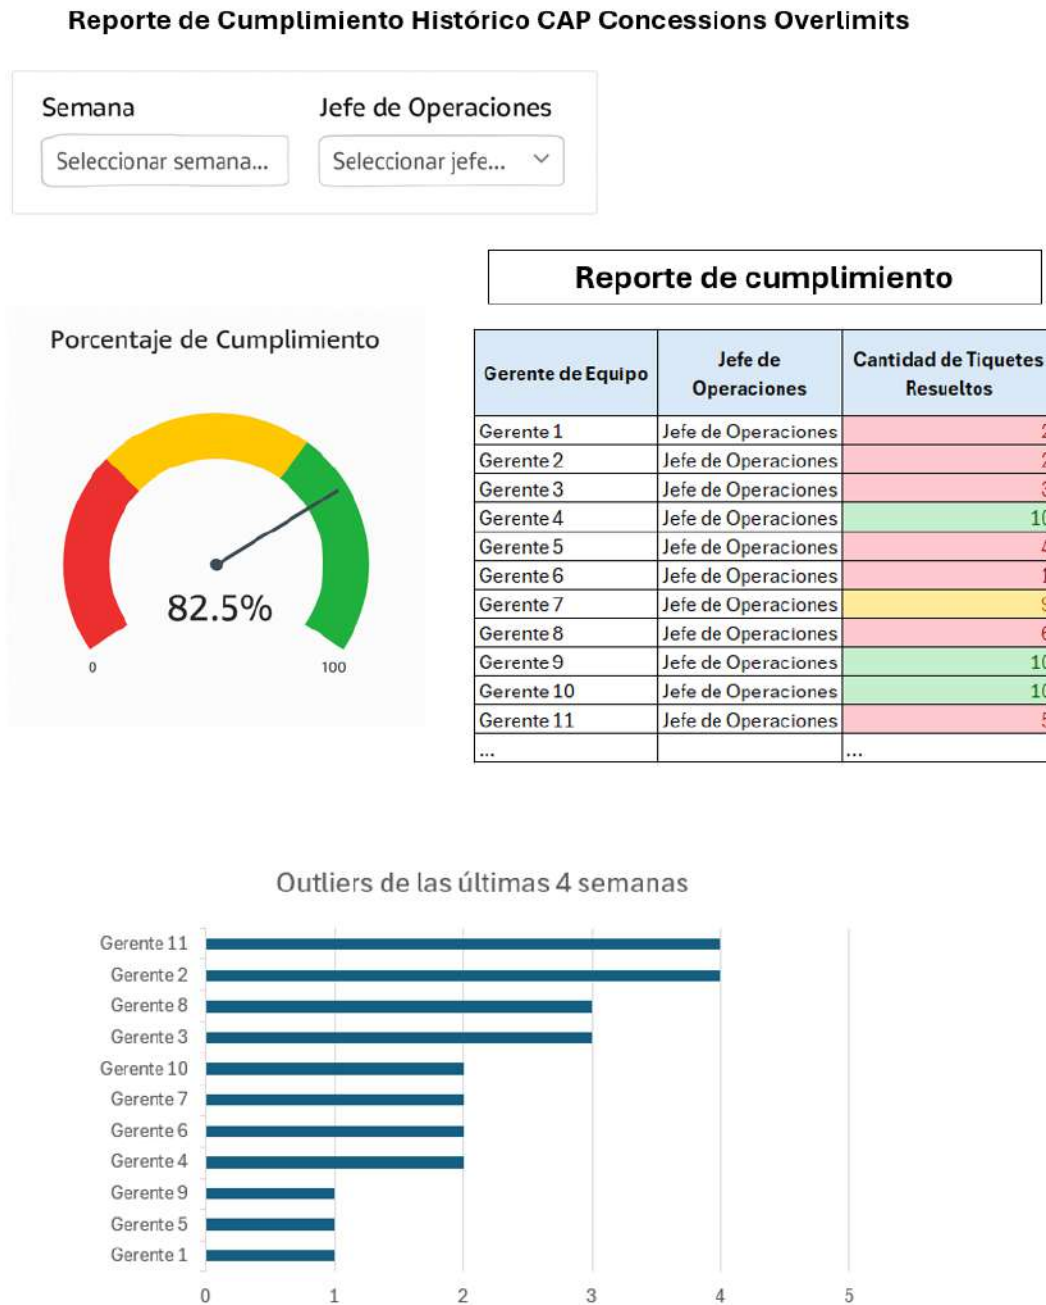 Reporte de Cumplimiento Histórico CAP Concessions Overlimits
Semana
Jefe de Operaciones
Seleccionar semana...
Seleccionar jefe...
Reporte de cumplimiento
Porcentaje de Cumplimiento
82.5%
0
100
Gerente de Equipo
Jefe de
Operaciones
Cantidad de Tiquetes
Resueltos
Gerente 1 Jefe de Operaciones
Gerente 2 Jefe de Operaciones
Gerente 3 Jefe de Operaciones
Gerente 4 Jefe de Operaciones 10
Gerente 5 Jefe de Operaciones
Gerente 6 Jefe de Operaciones
Gerente 7 Jefe de Operaciones
Gerente 8 Jefe de Operaciones
Gerente 9 Jefe de Operaciones 10
Gerente 10 Jefe de Operaciones 10
Gerente 11 Jefe de Operaciones
... ...
Outliers de las últimas 4 semanas
Gerente 11
Gerente 2
Gerente 8
Gerente 3
Gerente 10
Gerente 7
Gerente 6
Gerente 4
Gerente 9
Gerente 5
Gerente 1
0 1 2 3 4 5